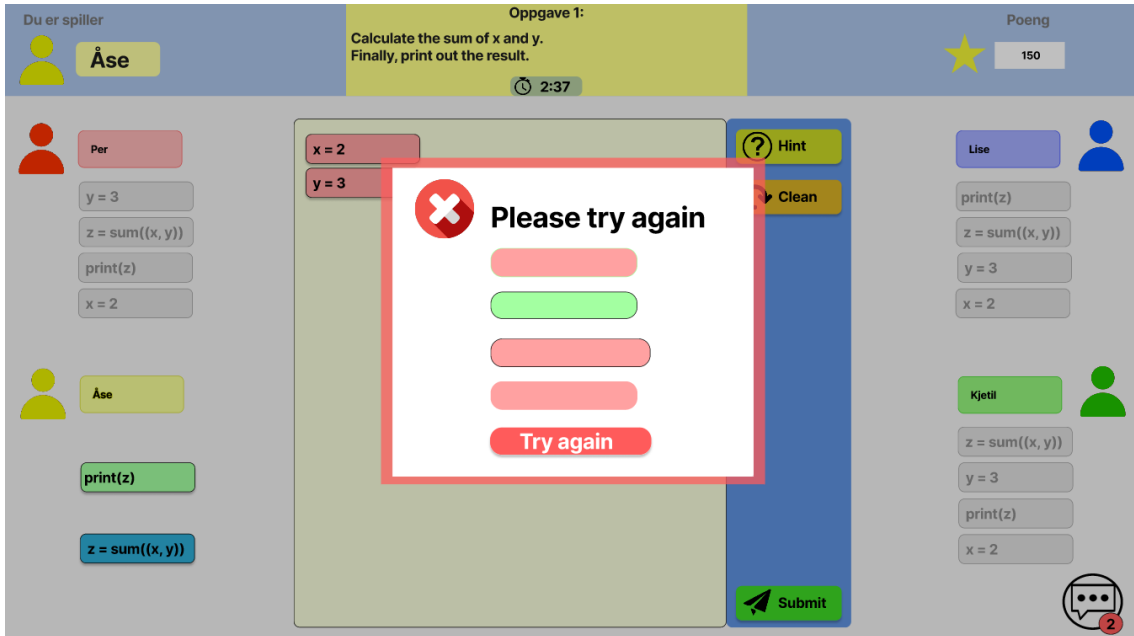 Du er spiller
Åse
Oppgave 1:
Calculate the sum of x and y.
Finally, print out the result.
2:37
Poeng
150
Per
y = 3
z = sum((x, y))
print(z)
x = 2
Åse
print(z)
z = sum((x, y))
x = 2
y = 3
Please try again
Try again
Hint
Clean
Submit
Lise
print(z)
z = sum((x, y))
y = 3
x = 2
Kjetil
z = sum((x, y))
y = 3
print(z)
x = 2
2